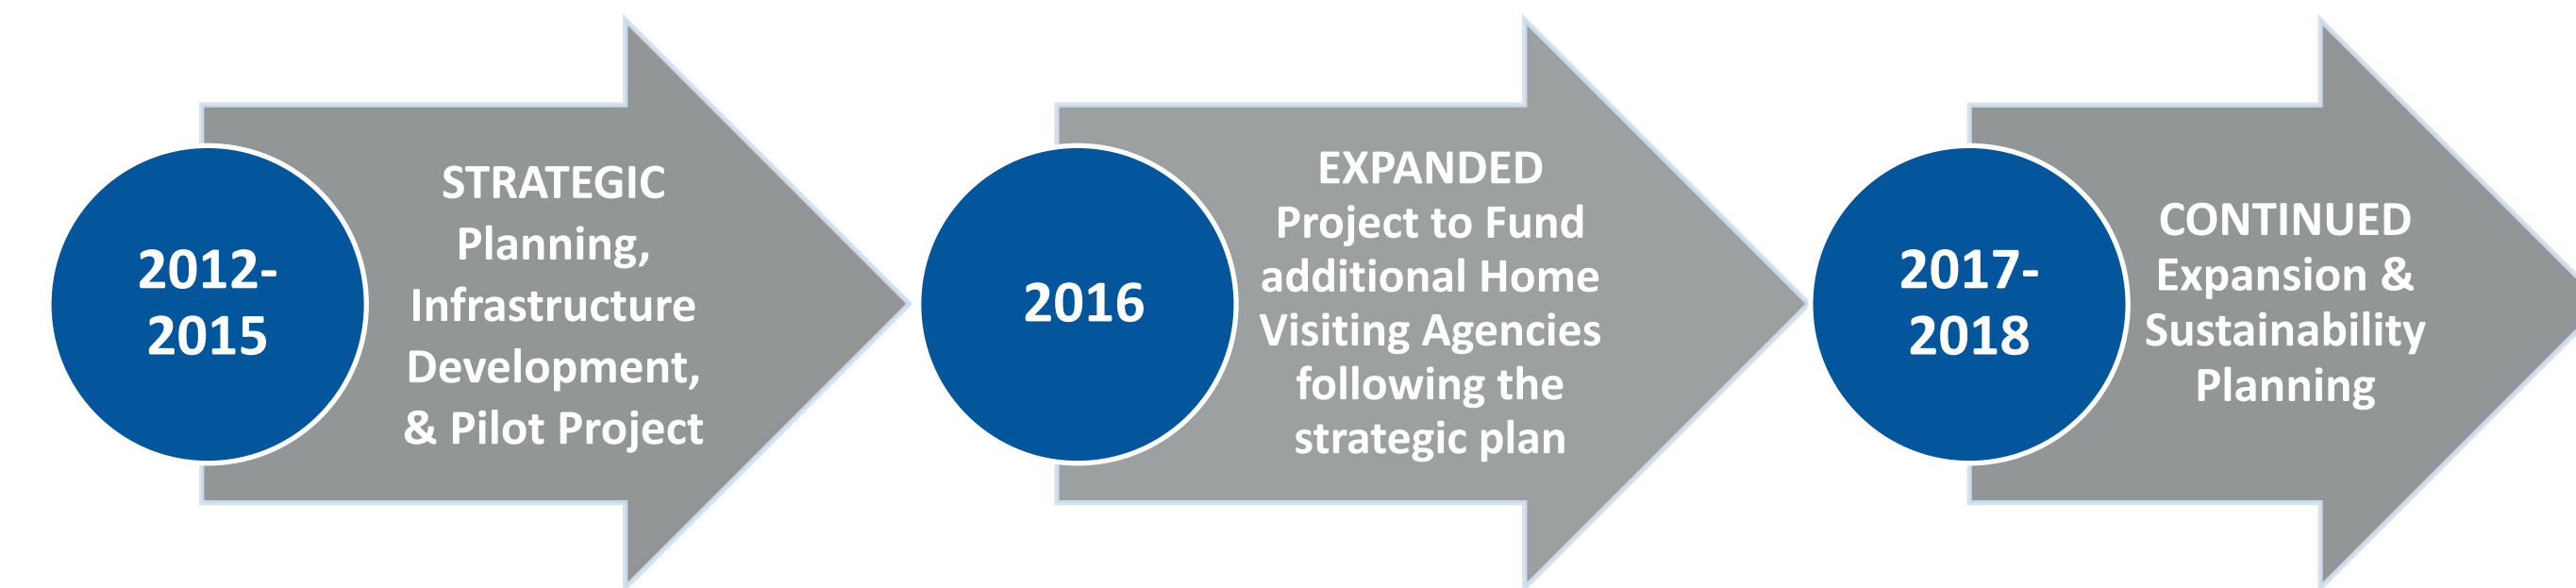 2012-
2015
STRATEGIC
Planning,
Infrastructure
Development,
& Pilot Project
2016
EXPANDED
Project to Fund
additional Home
Visiting Agencies
following the
strategic plan
2017-
2018
CONTINUED
Expansion &
Sustainability
Planning